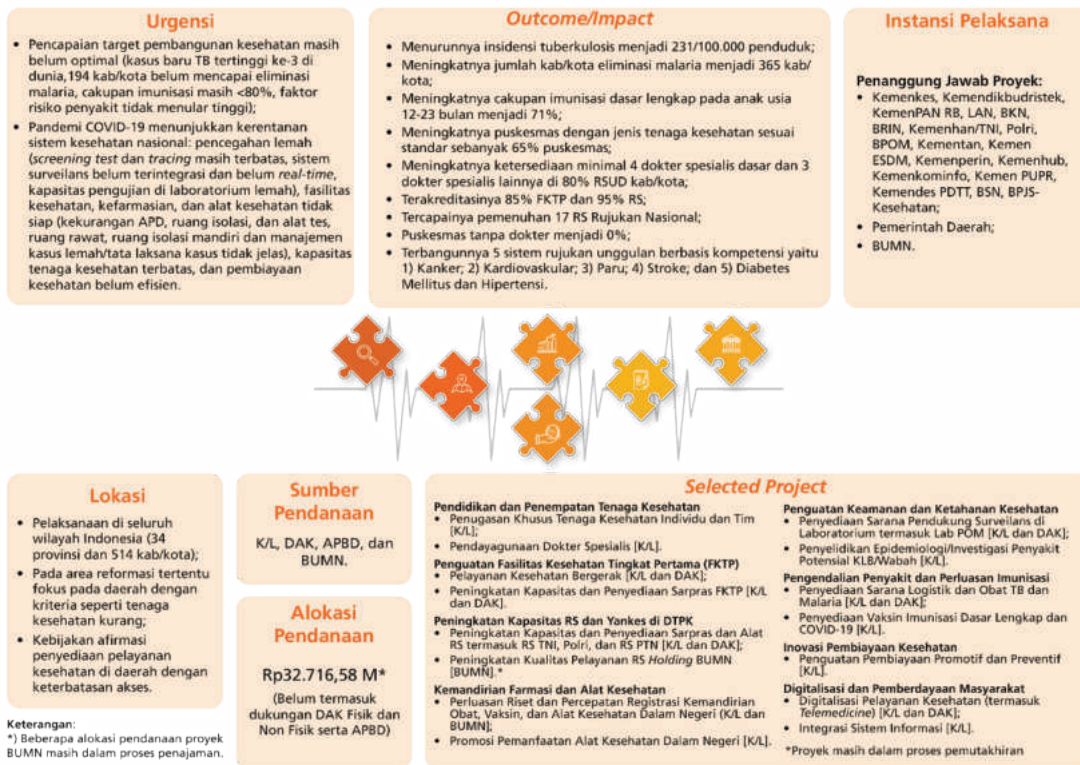 Urgensi
• Pencapaian target pembangunan kesehatan masih
belum optimal (kasus baru TB tertinggi ke-3 di
dunia,194 kab/kota belum mencapai eliminasi
malaria, cakupan imunisasi masih <80%, faktor
risiko penyakit tidak menular tinggi);
• Pandemi COVID-19 menunjukkan kerentanan
sistem kesehatan nasional: pencegahan lemah
(screening test dan tracing masih terbatas, sistem
surveilans belum terintegrasi dan belum real-time,
kapasitas pengujian di laboratorium lemah), fasilitas
kesehatan, kefarmasian, dan alat kesehatan tidak
siap (kekurangan APD, ruang isolasi, dan alat tes,
ruang rawat, ruang isolasi mandiri dan manajemen
kasus lemah/tata laksana kasus tidak jelas), kapasitas
tenaga kesehatan terbatas, dan pembiayaan
kesehatan belum efisien.
Outcome/Impact
• Menurunnya insidensi tuberkulosis menjadi 231/100.000 penduduk;
• Meningkatnya jumlah kab/kota eliminasi malaria menjadi 365 kab/
kota;
• Meningkatnya cakupan imunisasi dasar lengkap pada anak usia
12-23 bulan menjadi 71%;
• Meningkatnya puskesmas dengan jenis tenaga kesehatan sesuai
standar sebanyak 65% puskesmas;
• Meningkatnya ketersediaan minimal 4 dokter spesialis dasar dan 3
dokter spesialis lainnya di 80% RSUD kab/kota;
• Terakreditasinya 85% FKTP dan 95% RS;
• Tercapainya pemenuhan 17 RS Rujukan Nasional;
• Puskesmas tanpa dokter menjadi 0%;
• Terbangunnya 5 sistem rujukan unggulan berbasis kompetensi yaitu
1) Kanker; 2) Kardiovaskular; 3) Paru; 4) Stroke; dan 5) Diabetes
Mellitus dan Hipertensi.
Instansi Pelaksana
Penanggung Jawab Proyek:
• Kemenkes, Kemendikbudristek,
KemenPAN RB, LAN, BKN,
BRIN, Kemenhan/TNI, Polri,
BPOM, Kementan, Kemen
ESDM, Kemenperin, Kemenhub,
Kemenkominfo, Kemen PUPR,
Kemendes PDTT, BSN, BPJS-
Kesehatan;
• Pemerintah Daerah;
• BUMN.
Lokasi
• Pelaksanaan di seluruh
wilayah Indonesia (34
provinsi dan 514 kab/kota);
• Pada area reformasi tertentu
fokus pada daerah dengan
kriteria seperti tenaga
kesehatan kurang;
• Kebijakan afirmasi
penyediaan pelayanan
kesehatan di daerah dengan
keterbatasan akses.
Keterangan:
*) Beberapa alokasi pendanaan proyek
BUMN masih dalam proses penajaman.
Sumber
Pendanaan
K/L, DAK, APBD, dan
BUMN.
Alokasi
Pendanaan
Rp32.716,58 M*
(Belum termasuk
dukungan DAK Fisik dan
Non Fisik serta APBD)
Selected Project
Pendidikan dan Penempatan Tenaga Kesehatan
• Penugasan Khusus Tenaga Kesehatan Individu dan Tim
[K/L];
• Pendayagunaan Dokter Spesialis [K/L].
Penguatan Fasilitas Kesehatan Tingkat Pertama (FKTP)
• Pelayanan Kesehatan Bergerak [K/L dan DAK];
• Peningkatan Kapasitas dan Penyediaan Sarpras FKTP [K/L
dan DAK].
Peningkatan Kapasitas RS dan Yankes di DTPK
• Peningkatan Kapasitas dan Penyediaan Sarpras dan Alat
RS termasuk RS TNI, Polri, dan RS PTN [K/L dan DAK];
• Peningkatan Kualitas Pelayanan RS Holding BUMN
[BUMN].*
Kemandirian Farmasi dan Alat Kesehatan
• Perluasan Riset dan Percepatan Registrasi Kemandirian
Obat, Vaksin, dan Alat Kesehatan Dalam Negeri (K/L dan
BUMN];
• Promosi Pemanfaatan Alat Kesehatan Dalam Negeri [K/L].
Penguatan Keamanan dan Ketahanan Kesehatan
• Penyediaan Sarana Pendukung Surveilans di
Laboratorium termasuk Lab POM [K/L dan DAK];
• Penyelidikan Epidemiologi/Investigasi Penyakit
Potensial KLB/Wabah [K/L].
Pengendalian Penyakit dan Perluasan Imunisasi
• Penyediaan Sarana Logistik dan Obat TB dan
Malaria [K/L dan DAK];
• Penyediaan Vaksin Imunisasi Dasar Lengkap dan
COVID-19 [K/L].
Inovasi Pembiayaan Kesehatan
• Penguatan Pembiayaan Promotif dan Preventif
[K/L].
Digitalisasi dan Pemberdayaan Masyarakat
• Digitalisasi Pelayanan Kesehatan (termasuk
Telemedicine) [K/L dan DAK];
• Integrasi Sistem Informasi [K/L].
*Proyek masih dalam proses pemutakhiran